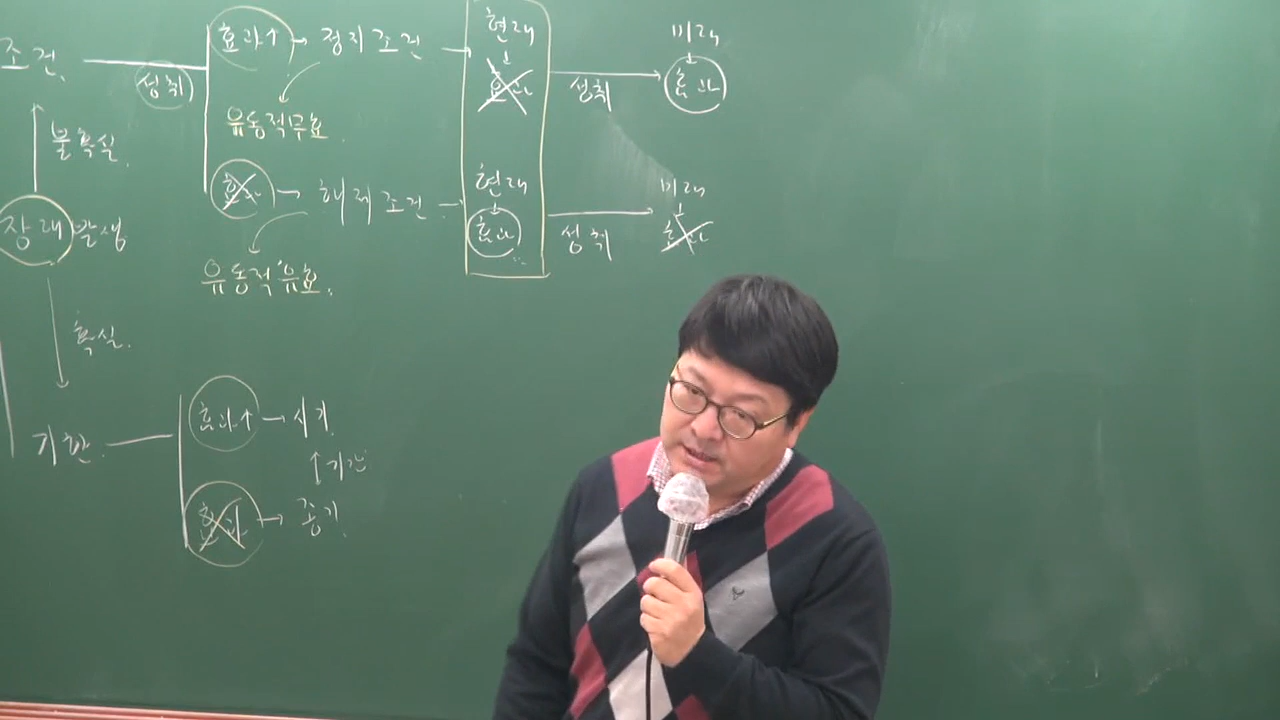 조건
성취
효과↑ → 정지조건
유동적무효
현재
효과
성취
미래
효과
불확실
효과 → 해제조건
유동적유효
현재
효과
성취
미래
효과
장래 발생
확실
기한
효과↑ → 시기
↑기간
효과 → 종기